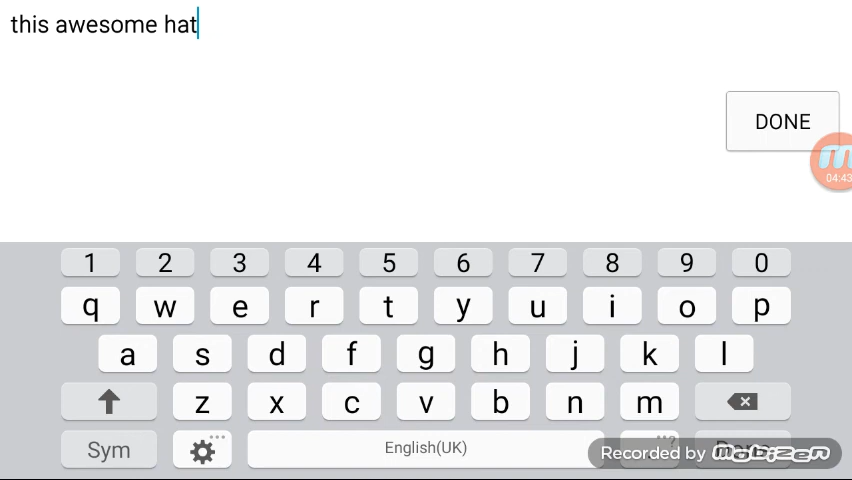 this awesome hat
DONE
04:43
1 2 3 4 5 6 7 8 9 0
q w e r t y u i o p
a s d f g h j k l
z x c v b n m
Sym English(UK) ...? Done
Recorded by mobizen